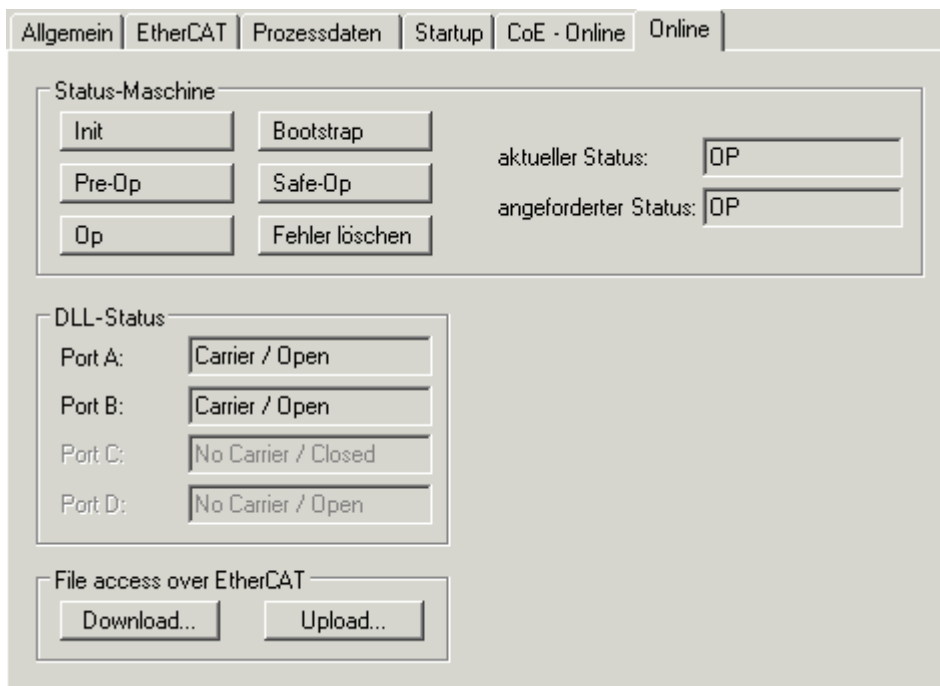 Allgemein EtherCAT Prozessdaten Startup CoE - Online Online
Status-Maschine
Init Bootstrap
aktueller Status: OP
Pre-Op Safe-Op
angeforderter Status: OP
Op Fehler löschen
DLL-Status
Port A: Carrier / Open
Port B: Carrier / Open
Port C: No Carrier / Closed
Port D: No Carrier / Open
File access over EtherCAT
Download... Upload...